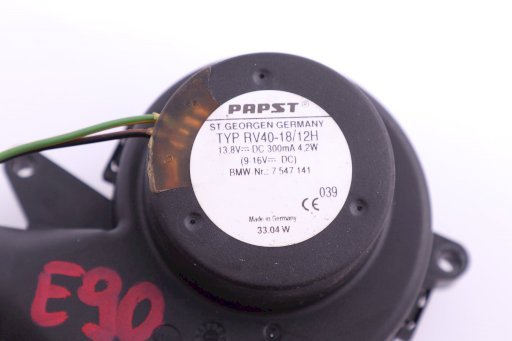 PAPST®
ST.GEORGEN GERMANY
TYP RV40-18/12H
13,8V⎓ DC 300mA 4,2W
(9-16V⎓ DC)
BMW Nr.: 7 547 141
039
CE
Made in Germany
33.04 W
E90